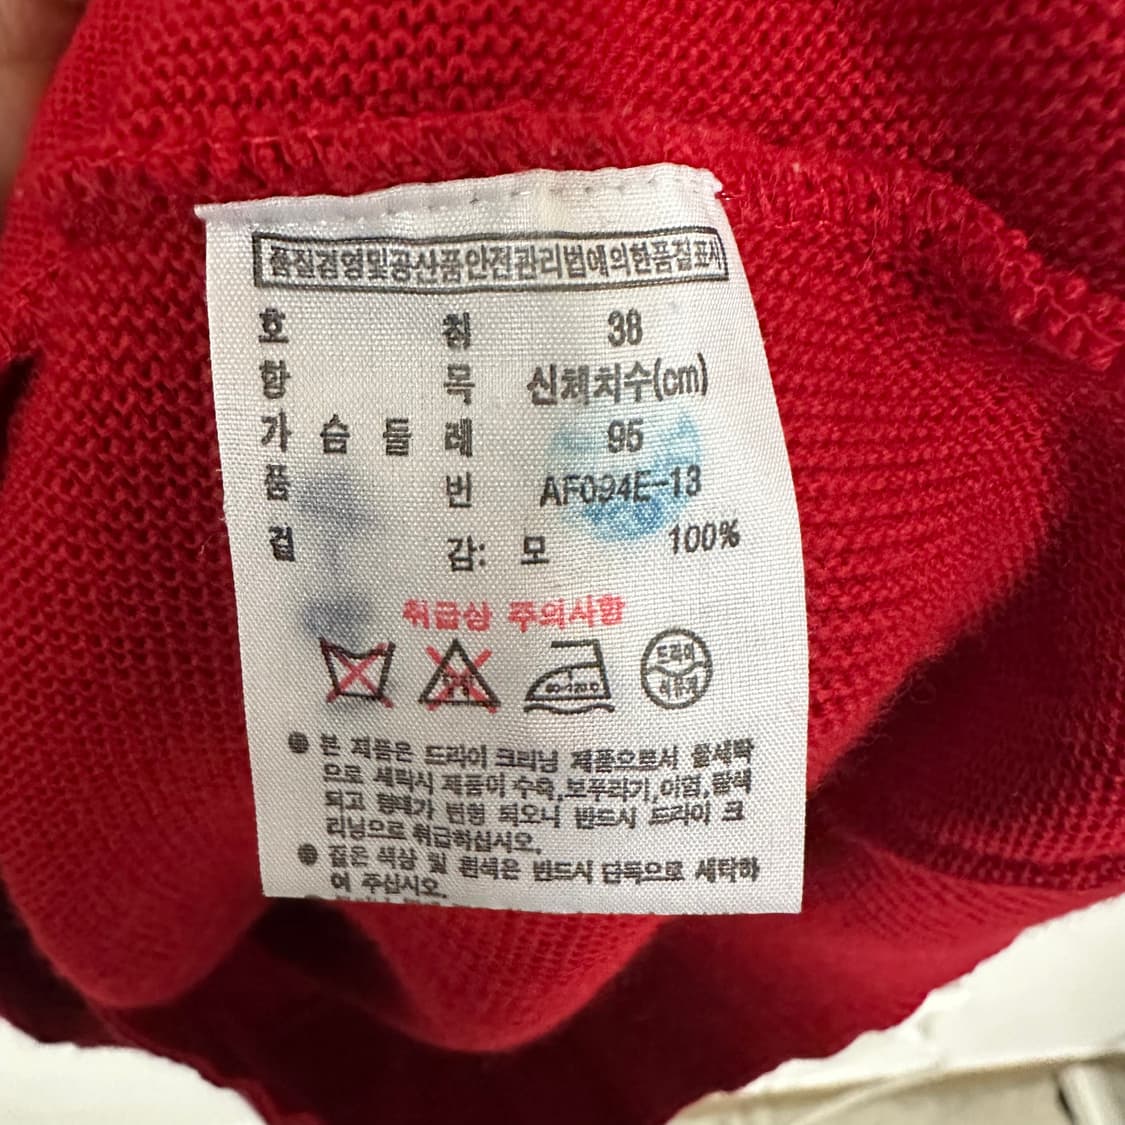 품질경영및공산품안전관리법에의한품질표시
호 칭 38
항 목 신체치수(cm)
가 슴 둘 레 95
품 번 AF094E-13
겉 감: 모 100%
취급상 주의사항
드라이
● 본 제품은 드라이 크리닝 제품으로서 물세탁
으로 세탁시 제품이 수축,보푸라기,이염,탈색
되고 형태가 변형 되오니 반드시 드라이 크
리닝으로 취급하십시오.
● 짙은 색상 및 흰색은 반드시 단독으로 세탁하
여 주십시오.